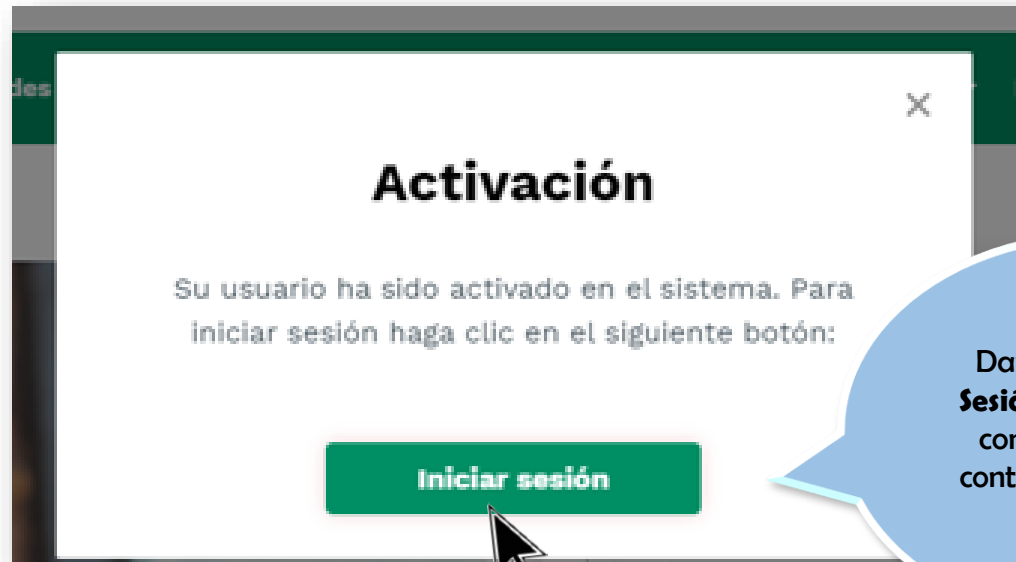 des
Activación
Su usuario ha sido activado en el sistema. Para
iniciar sesión haga clic en el siguiente botón:
Iniciar sesión
Da
Sesió
con
cont